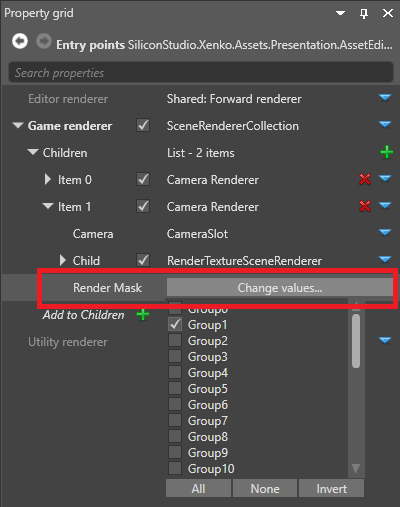 Property grid
Entry points SiliconStudio.Xenko.Assets.Presentation.AssetEdi...
Search properties
Editor renderer Shared: Forward renderer
Game renderer SceneRendererCollection
Children List - 2 items
Item 0 Camera Renderer
Item 1 Camera Renderer
Camera CameraSlot
Child RenderTextureSceneRenderer
Render Mask Change values...
Group0
Add to Children Group1
Group2
Utility renderer
Group3
Group4
Group5
Group6
Group7
Group8
Group9
Group10
All None Invert